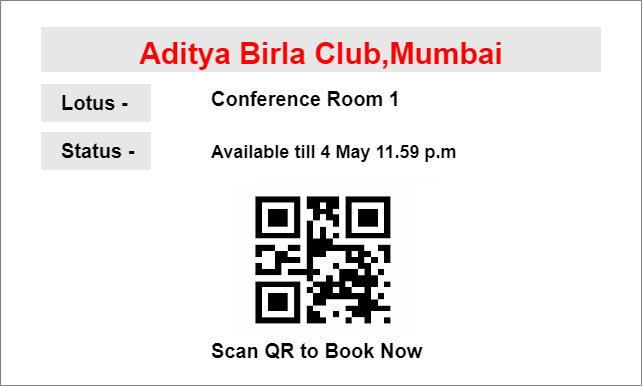 Aditya Birla Club,Mumbai
Lotus - Conference Room 1
Status - Available till 4 May 11.59 p.m
Scan QR to Book Now